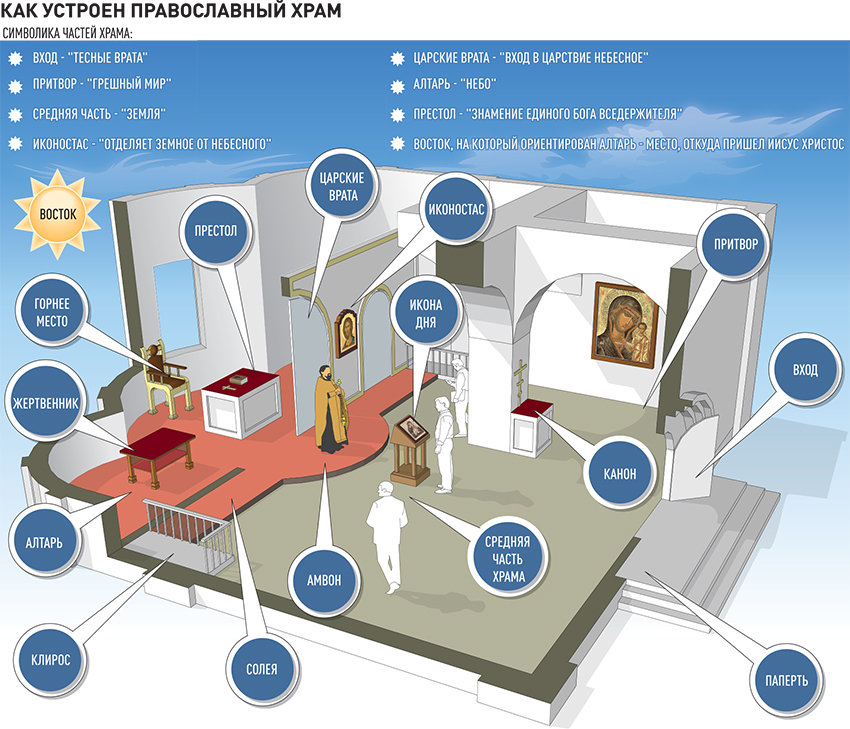 КАК УСТРОЕН ПРАВОСЛАВНЫЙ ХРАМ
СИМВОЛИКА ЧАСТЕЙ ХРАМА:
ВХОД - "ТЕСНЫЕ ВРАТА"
ПРИТВОР - "ГРЕШНЫЙ МИР"
СРЕДНЯЯ ЧАСТЬ - "ЗЕМЛЯ"
ИКОНОСТАС - "ОТДЕЛЯЕТ ЗЕМНОЕ ОТ НЕБЕСНОГО"
ЦАРСКИЕ ВРАТА - "ВХОД В ЦАРСТВИЕ НЕБЕСНОЕ"
АЛТАРЬ - "НЕБО"
ПРЕСТОЛ - "ЗНАМЕНИЕ ЕДИНОГО БОГА ВСЕДЕРЖИТЕЛЯ"
ВОСТОК, НА КОТОРЫЙ ОРИЕНТИРОВАН АЛТАРЬ - МЕСТО, ОТКУДА ПРИШЕЛ ИИСУС ХРИСТОС
ВОСТОК
ПРЕСТОЛ
ЦАРСКИЕ
ВРАТА
ИКОНОСТАС
ПРИТВОР
ГОРНЕЕ
МЕСТО
ИКОНА
ДНЯ
ВХОД
ЖЕРТВЕННИК
КАНОН
АЛТАРЬ
АМВОН
СРЕДНЯЯ
ЧАСТЬ
ХРАМА
КЛИРОС
СОЛЕЯ
ПАПЕРТЬ